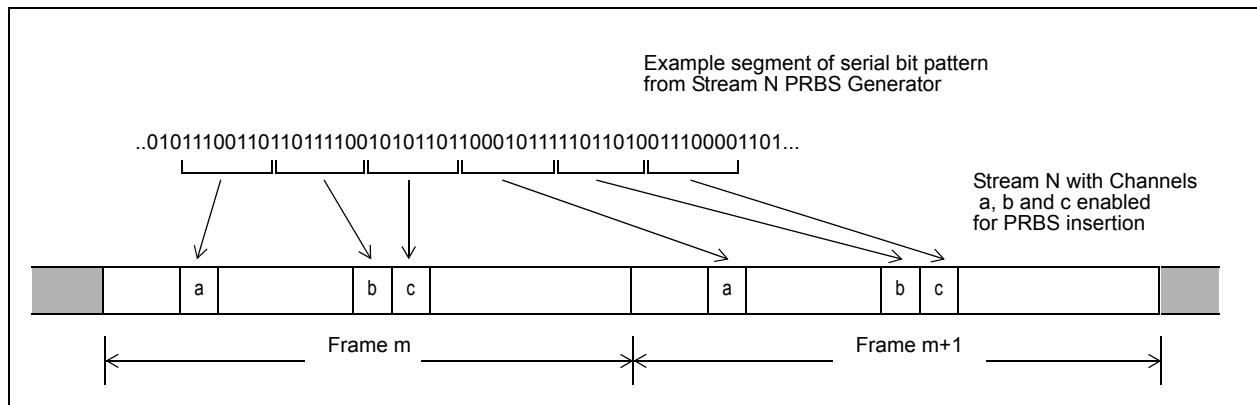 Example segment of serial bit pattern
from Stream N PRBS Generator
..010111001101101111001010110110001011111011010011100001101...
Stream N with Channels
a, b and c enabled
for PRBS insertion
a b c a b c
Frame m Frame m+1